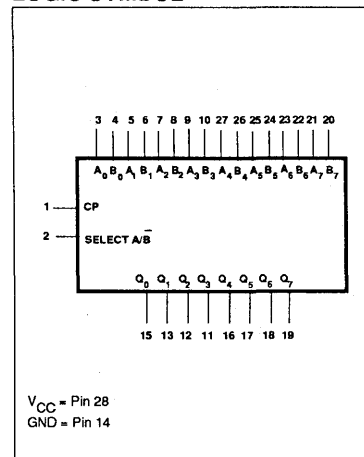 3 4 5 6 7 8 9 10 27 26 25 24 23 22 21 20
A0 B0 A1 B1 A2 B2 A3 B3 A4 B4 A5 B5 A6 B6 A7 B7
1 CP
2 SELECT A/B̅
Q0 Q1 Q2 Q3 Q4 Q5 Q6 Q7
15 13 12 11 16 17 18 19
VCC = Pin 28
GND = Pin 14